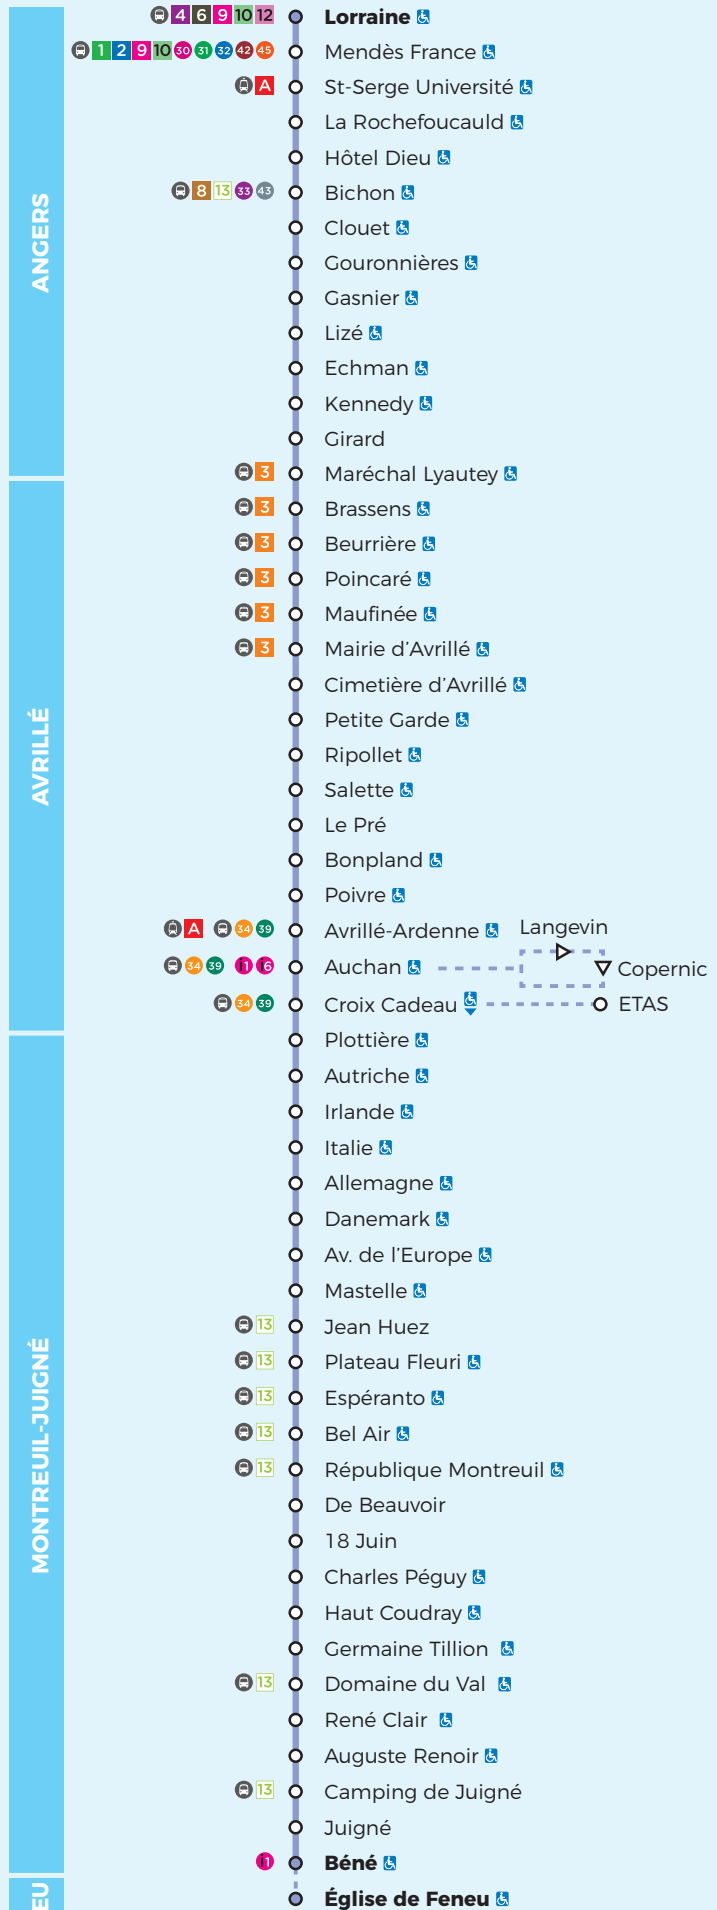 4 6 9 10 12 Lorraine
1 2 9 10 30 31 32 42 45 Mendès France
A St-Serge Université
La Rochefoucauld
Hôtel Dieu
8 13 33 43 Bichon
Clouet
Gouronnières
Gasnier
Lizé
Echman
Kennedy
Girard
ANGERS
3 Maréchal Lyautey
3 Brassens
3 Beurrière
3 Poincaré
3 Maufinée
3 Mairie d'Avrillé
Cimetière d'Avrillé
Petite Garde
Ripollet
Salette
Le Pré
Bonpland
Poivre
A 34 39 Avrillé-Ardenne Langevin
34 39 i1 i6 Auchan Copernic
34 39 Croix Cadeau ETAS
AVRILLÉ
Plottière
Autriche
Irlande
Italie
Allemagne
Danemark
Av. de l'Europe
Mastelle
13 Jean Huez
13 Plateau Fleuri
13 Espéranto
13 Bel Air
13 République Montreuil
De Beauvoir
18 Juin
Charles Péguy
Haut Coudray
Germaine Tillion
13 Domaine du Val
René Clair
Auguste Renoir
13 Camping de Juigné
Juigné
i1 Béné
MONTREUIL-JUIGNÉ
Église de Feneu
EU